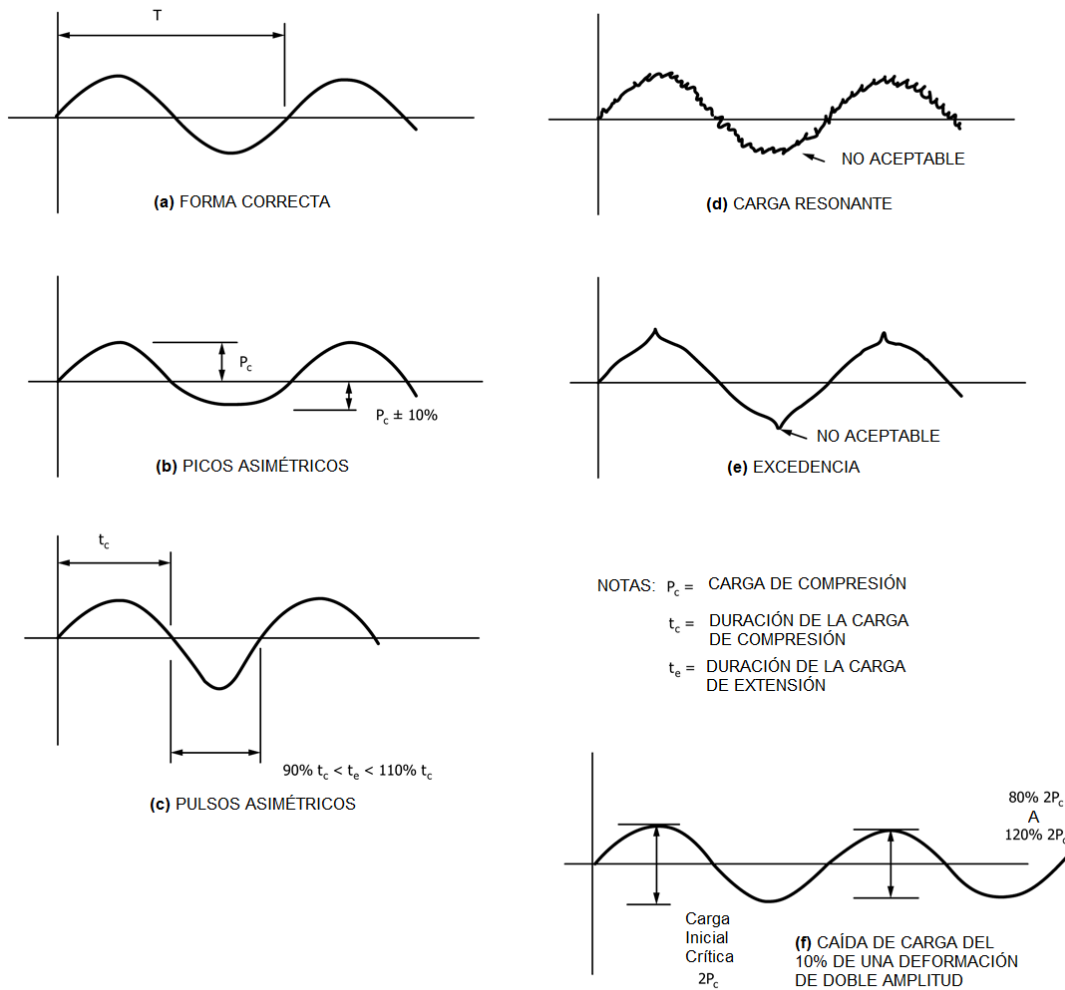 T
(a) FORMA CORRECTA
NO ACEPTABLE
(d) CARGA RESONANTE
Pc
Pc ± 10%
(b) PICOS ASIMÉTRICOS
NO ACEPTABLE
(e) EXCEDENCIA
tc
90% tc < te < 110% tc
(c) PULSOS ASIMÉTRICOS
NOTAS: Pc = CARGA DE COMPRESIÓN
tc = DURACIÓN DE LA CARGA
DE COMPRESIÓN
te = DURACIÓN DE LA CARGA
DE EXTENSIÓN
80% 2Pc
A
120% 2Pc
Carga
Inicial
Crítica
2Pc
(f) CAÍDA DE CARGA DEL
10% DE UNA DEFORMACIÓN
DE DOBLE AMPLITUD